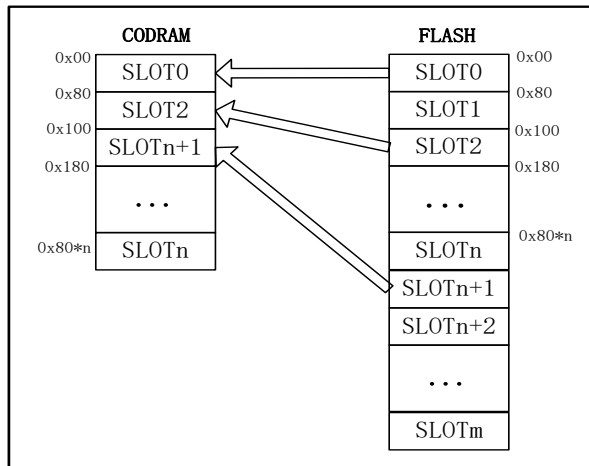 CODRAM
0x00
SLOT0
0x80
SLOT2
0x100
SLOTn+1
0x180
...
0x80*n
SLOTn
FLASH
SLOT0
0x00
SLOT1
0x80
SLOT2
0x100
0x180
...
SLOTn
0x80*n
SLOTn+1
SLOTn+2
...
SLOTm